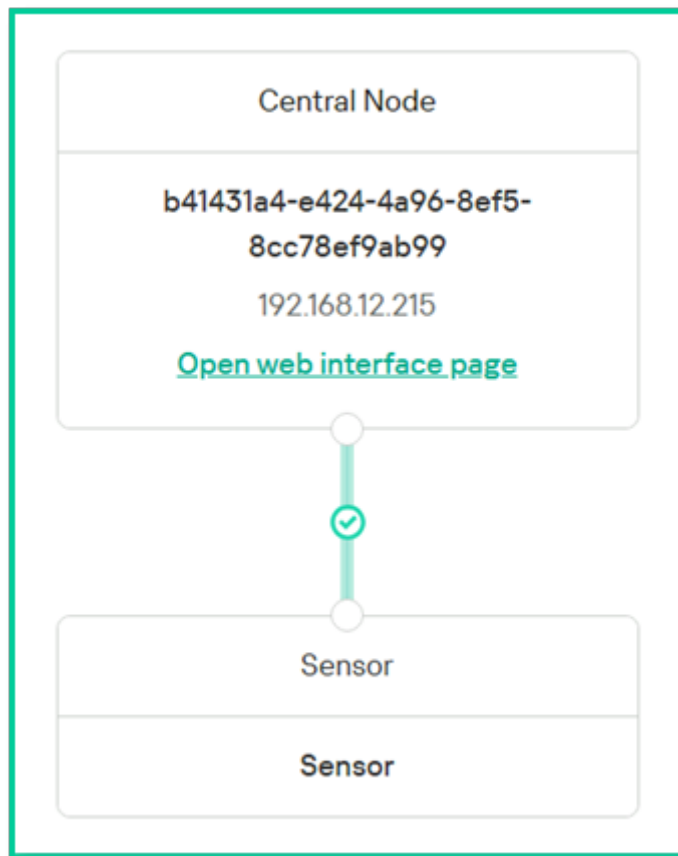 Central Node
b41431a4-e424-4a96-8ef5-
8cc78ef9ab99
192.168.12.215
Open web interface page
Sensor
Sensor